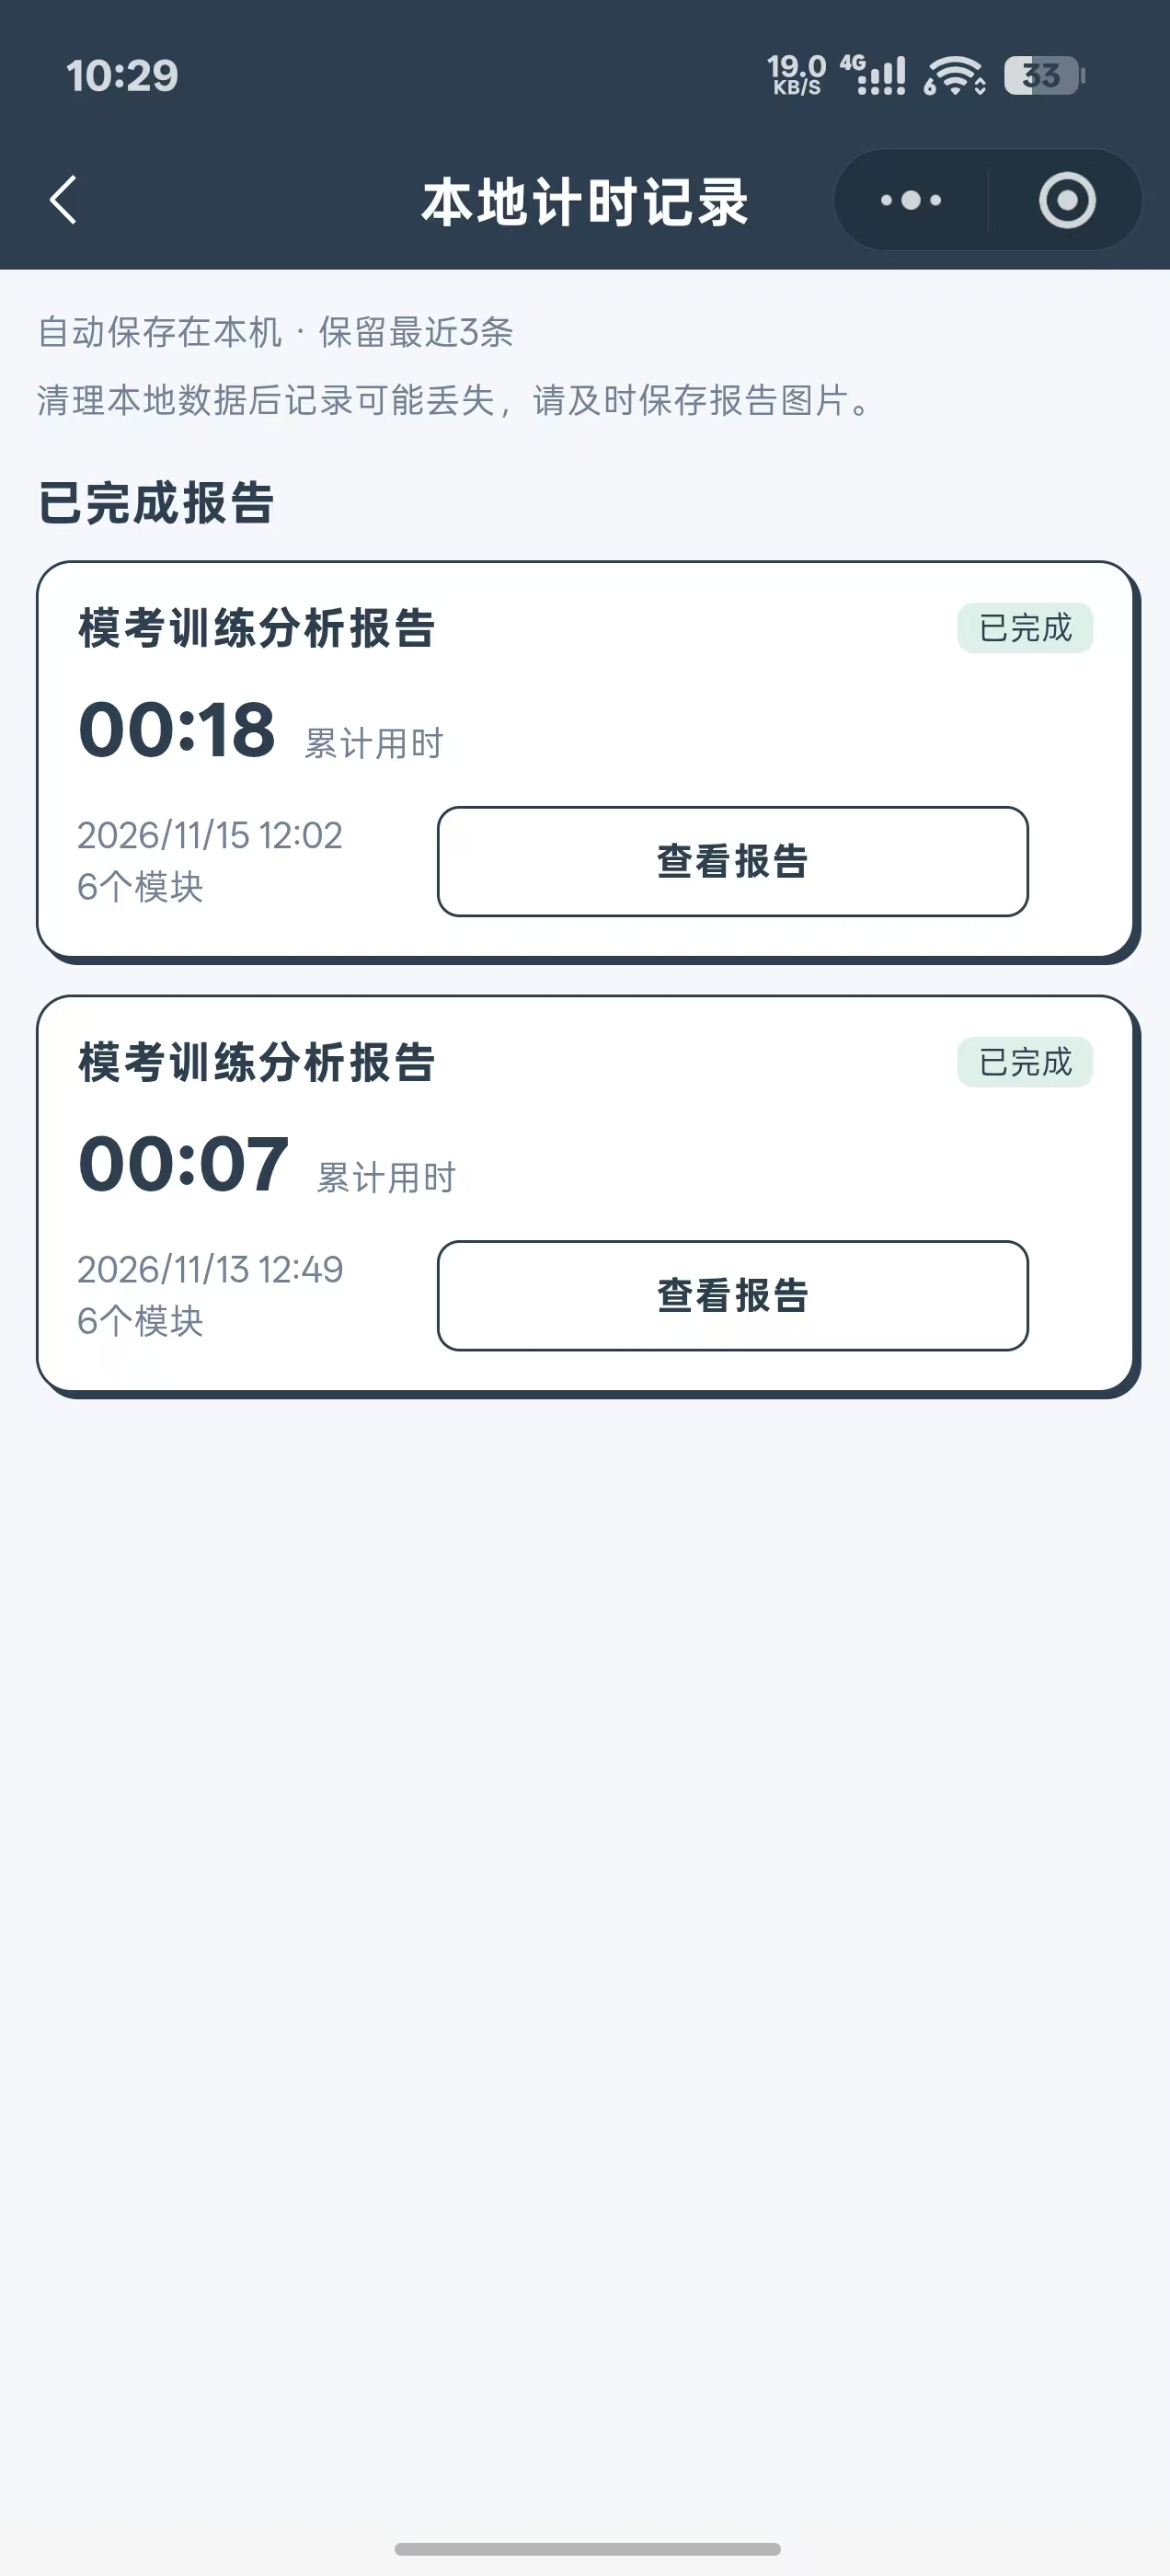 10:29
19.0 KB/S 4G 6 33
本地计时记录
自动保存在本机 · 保留最近3条
清理本地数据后记录可能丢失，请及时保存报告图片。
已完成报告
模考训练分析报告 已完成
00:18 累计用时
2026/11/15 12:02
6个模块
查看报告
模考训练分析报告 已完成
00:07 累计用时
2026/11/13 12:49
6个模块
查看报告